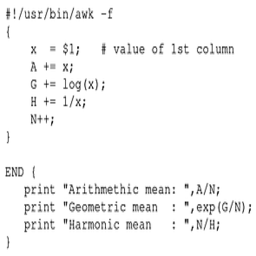 #!/usr/bin/awk -f
{
    x  = $1;   # value of 1st column
    A += x;
    G += log(x);
    H += 1/x;
    N++;
}

END {
   print "Arithmethic mean: ",A/N;
   print "Geometric mean  : ",exp(G/N);
   print "Harmonic mean   : ",N/H;
}